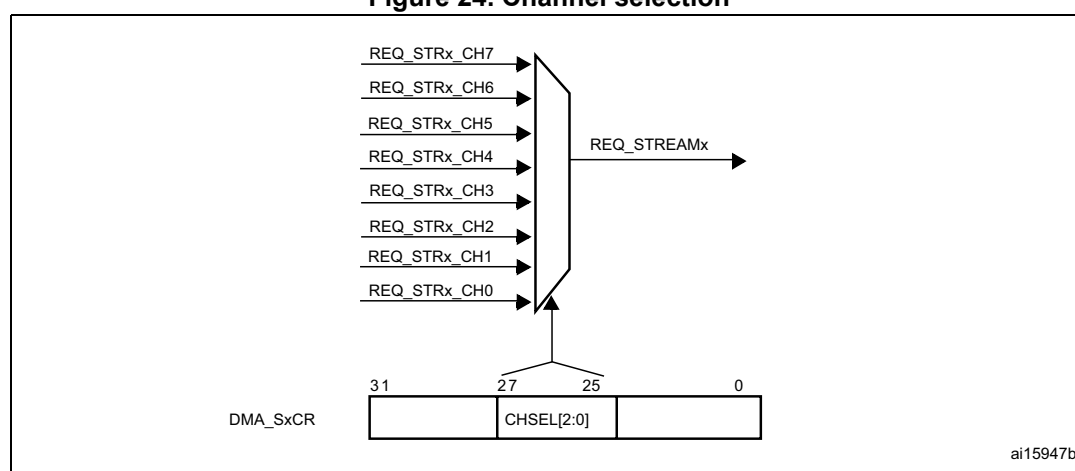 Figure 24. Channel selection
REQ_STRx_CH7
REQ_STRx_CH6
REQ_STRx_CH5
REQ_STRx_CH4
REQ_STREAMx
REQ_STRx_CH3
REQ_STRx_CH2
REQ_STRx_CH1
REQ_STRx_CH0
31 27 25 0
DMA_SxCR CHSEL[2:0]
ai15947b